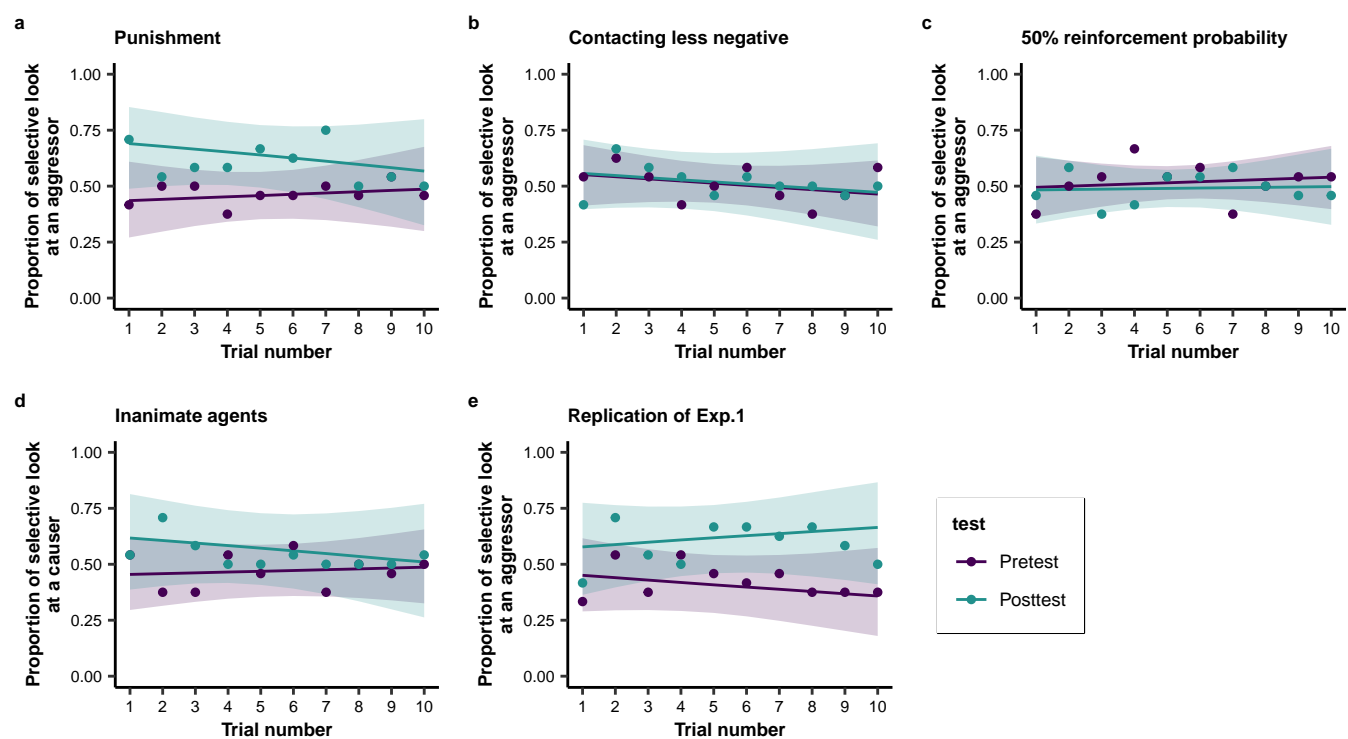 a
Punishment
Proportion of selective look
at an aggressor
1.00
0.75
0.50
0.25
0.00
1 2 3 4 5 6 7 8 9 10
Trial number
b
Contacting less negative
Proportion of selective look
at an aggressor
1.00
0.75
0.50
0.25
0.00
1 2 3 4 5 6 7 8 9 10
Trial number
c
50% reinforcement probability
Proportion of selective look
at an aggressor
1.00
0.75
0.50
0.25
0.00
1 2 3 4 5 6 7 8 9 10
Trial number
d
Inanimate agents
Proportion of selective look
at a causer
1.00
0.75
0.50
0.25
0.00
1 2 3 4 5 6 7 8 9 10
Trial number
e
Replication of Exp.1
Proportion of selective look
at an aggressor
1.00
0.75
0.50
0.25
0.00
1 2 3 4 5 6 7 8 9 10
Trial number
test
Pretest
Posttest